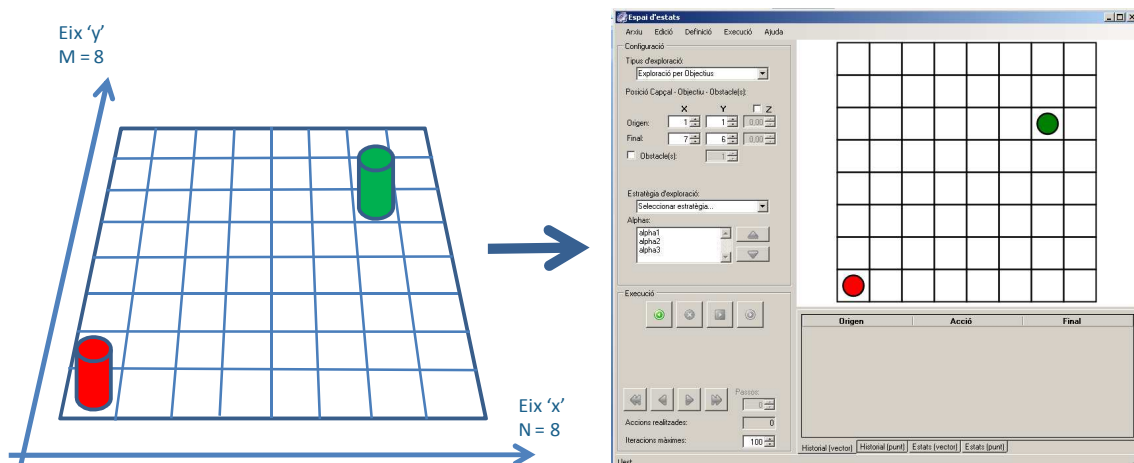 Eix ‘y’
M = 8
Eix ‘x’
N = 8
Espai d'estats
Arxiu Edició Definició Execució Ajuda
Configuració
Tipus d'exploració:
Exploració per Objectius
Posició Capçal - Objectiu - Obstacle(s):
X Y Z
Origen: 1 1 0,00
Final: 7 6 0,00
Obstacle(s): 1
Estratègia d'exploració:
Seleccionar estratègia...
Alphas:
alpha1
alpha2
alpha3
Execució
Passos:
0
Accions realitzades: 0
Iteracions màximes: 100
Origen Acció Final
Historial (vector) Historial (punt) Estats (vector) Estats (punt)